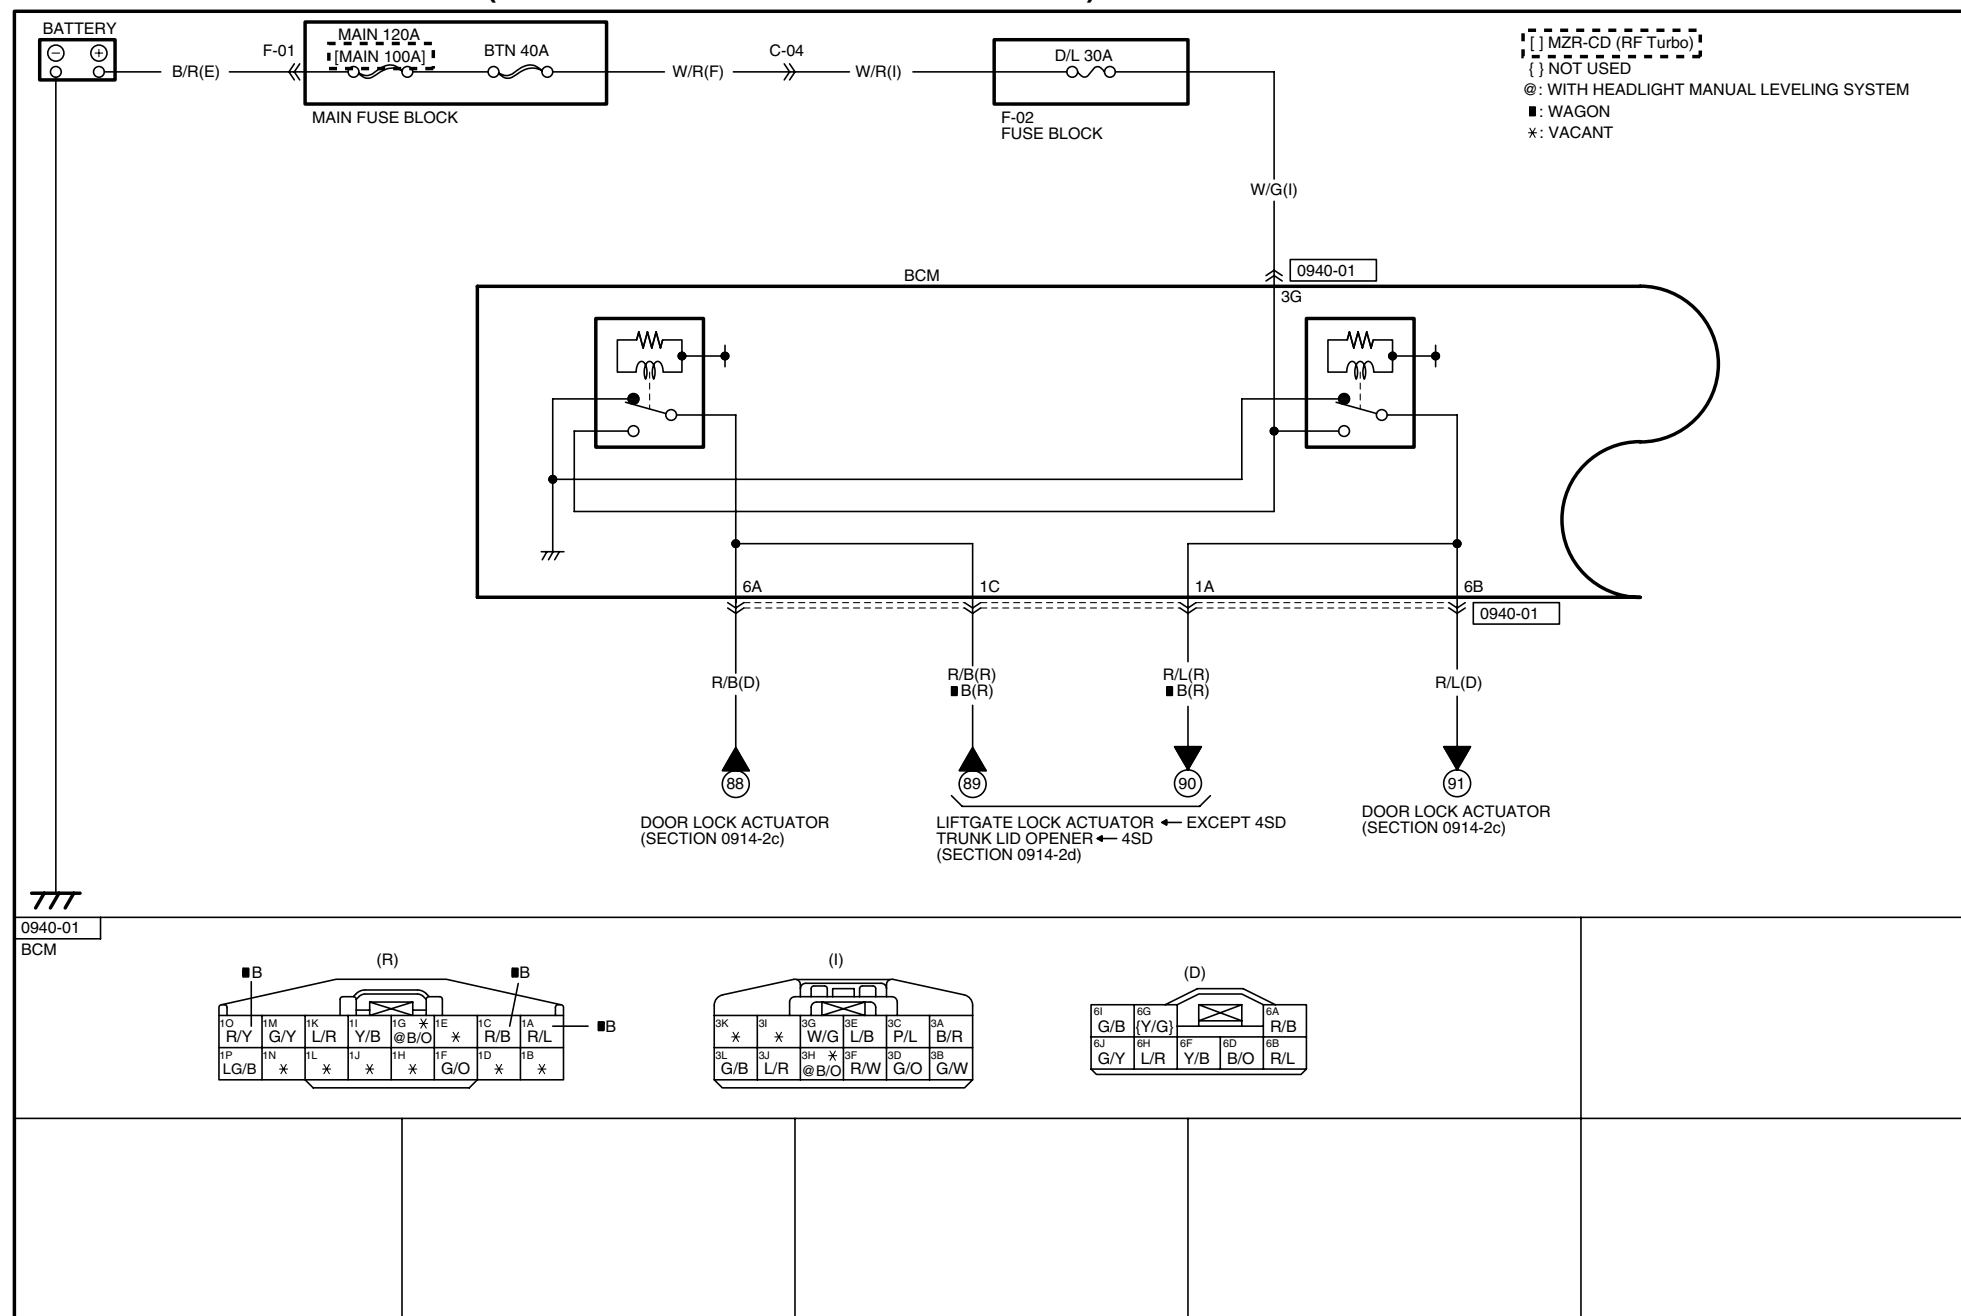 BATTERY
B/R(E)
F-01
MAIN 120A
[MAIN 100A]
BTN 40A
MAIN FUSE BLOCK
W/R(F)
C-04
W/R(I)
D/L 30A
F-02
FUSE BLOCK
[ ] MZR-CD (RF Turbo)
{ } NOT USED
@: WITH HEADLIGHT MANUAL LEVELING SYSTEM
■: WAGON
*: VACANT
W/G(I)
BCM
0940-01
3G
6A
1C
1A
6B
0940-01
R/B(D)
R/B(R)
■B(R)
R/L(R)
■B(R)
R/L(D)
88
89
90
91
DOOR LOCK ACTUATOR
(SECTION 0914-2c)
LIFTGATE LOCK ACTUATOR ← EXCEPT 4SD
TRUNK LID OPENER ← 4SD
(SECTION 0914-2d)
DOOR LOCK ACTUATOR
(SECTION 0914-2c)
0940-01
BCM
(R)
■B
■B
■B
1O R/Y 1M G/Y 1K L/R 1I Y/B 1G * @B/O 1E * 1C R/B 1A R/L
1P LG/B 1N * 1L * 1J * 1H * 1F G/O 1D * 1B *
(I)
3K * 3I * 3G W/G 3E L/B 3C P/L 3A B/R
3L G/B 3J L/R 3H * @B/O 3F R/W 3D G/O 3B G/W
(D)
6I G/B 6G {Y/G} 6A R/B
6J G/Y 6H L/R 6F Y/B 6D B/O 6B R/L